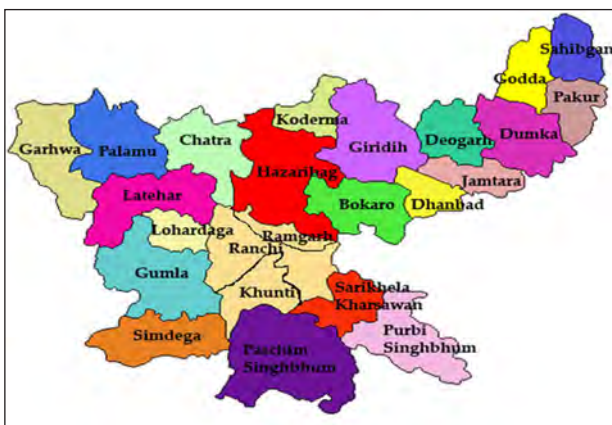 Sahibgan
Godda
Pakur
Koderma
Garhwa
Palamu
Chatra
Giridih
Deogarh
Dumka
Hazaribag
Jamtara
Latehar
Bokaro
Dhanbad
Lohardaga
Ramgarh
Ranchi
Gumla
Khunti
Sarikhela
Kharsawan
Simdega
Purbi
Singhbhum
Paschim
Singhbhum